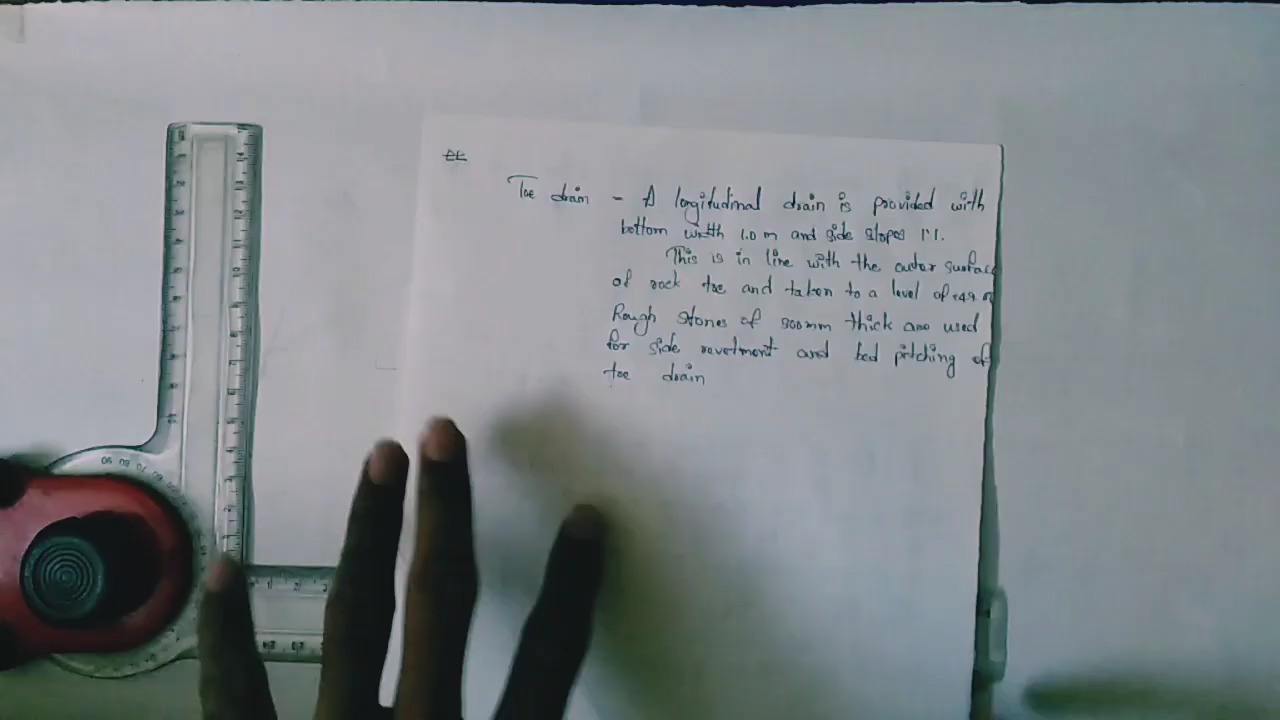 Toe drain - A longitudinal drain is provided with
bottom width 1.0 m and side slopes 1:1.
This is in line with the outer surface
of rock toe and taken to a level of +49. m
Rough stones of 300mm thick are used
for side revetment and bed pitching of
toe drain